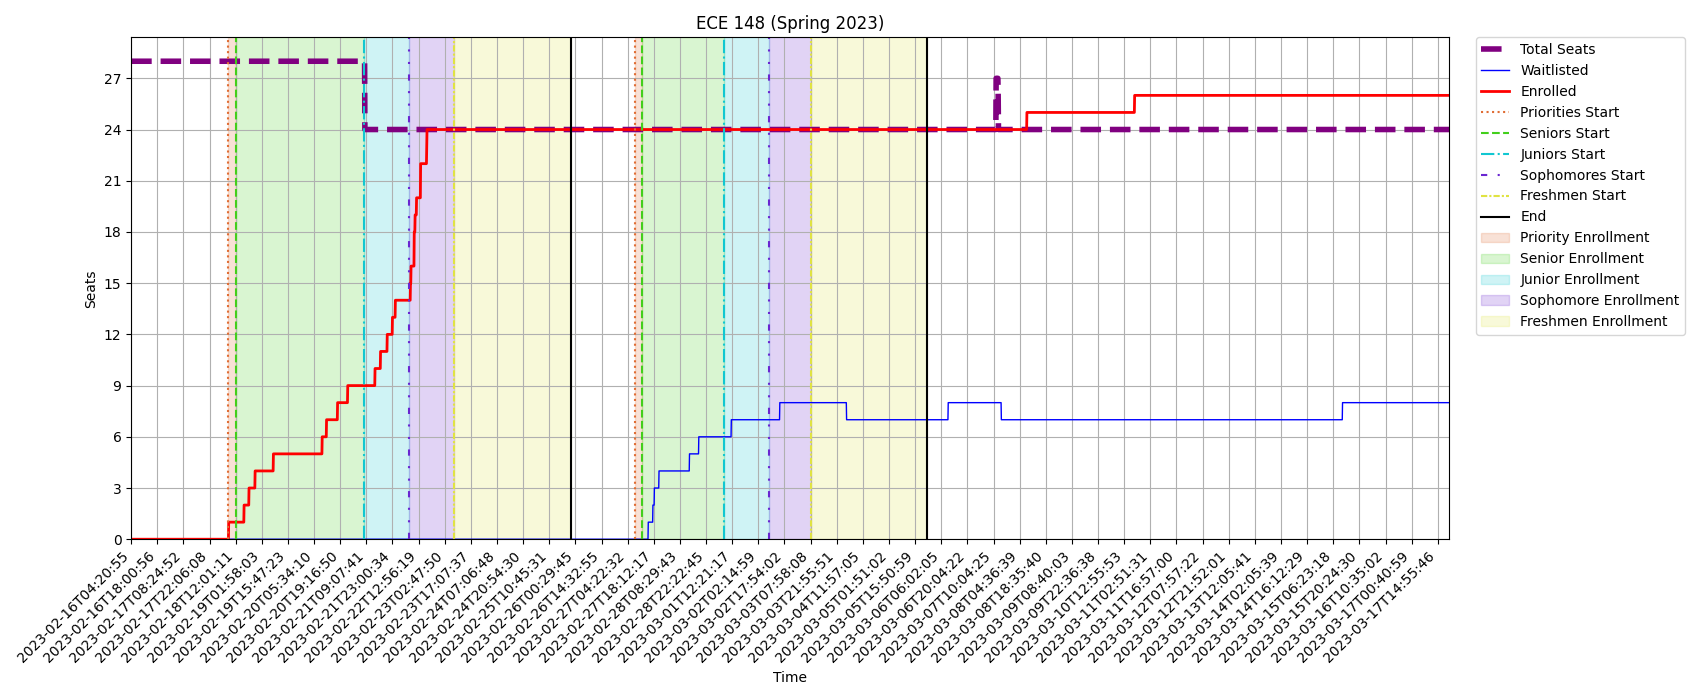 ECE 148 (Spring 2023)
Seats
27
24
21
18
15
12
9
6
3
0
2023-02-16T04:20:55
2023-02-16T18:00:56
2023-02-17T08:24:52
2023-02-17T22:06:08
2023-02-18T12:01:11
2023-02-19T01:58:03
2023-02-19T15:47:23
2023-02-20T05:34:10
2023-02-20T19:16:50
2023-02-21T09:07:41
2023-02-21T23:00:34
2023-02-22T12:56:19
2023-02-23T02:47:50
2023-02-23T17:07:37
2023-02-24T07:06:48
2023-02-24T20:54:30
2023-02-25T10:45:31
2023-02-26T00:29:45
2023-02-26T14:32:55
2023-02-27T04:22:32
2023-02-27T18:12:17
2023-02-28T08:29:43
2023-02-28T22:22:45
2023-03-01T12:21:17
2023-03-02T02:14:59
2023-03-02T17:54:02
2023-03-03T07:58:08
2023-03-03T21:55:51
2023-03-04T11:57:05
2023-03-05T01:51:02
2023-03-05T15:50:59
2023-03-06T06:02:05
2023-03-06T20:04:22
2023-03-07T10:04:25
2023-03-08T04:36:39
2023-03-08T18:35:40
2023-03-09T08:40:03
2023-03-09T22:36:38
2023-03-10T12:55:53
2023-03-11T02:51:31
2023-03-11T16:57:00
2023-03-12T07:57:22
2023-03-12T21:52:01
2023-03-13T12:05:41
2023-03-14T02:05:39
2023-03-14T16:12:29
2023-03-15T06:23:18
2023-03-15T20:24:30
2023-03-16T10:35:02
2023-03-17T00:40:59
2023-03-17T14:55:46
Time
Total Seats
Waitlisted
Enrolled
Priorities Start
Seniors Start
Juniors Start
Sophomores Start
Freshmen Start
End
Priority Enrollment
Senior Enrollment
Junior Enrollment
Sophomore Enrollment
Freshmen Enrollment